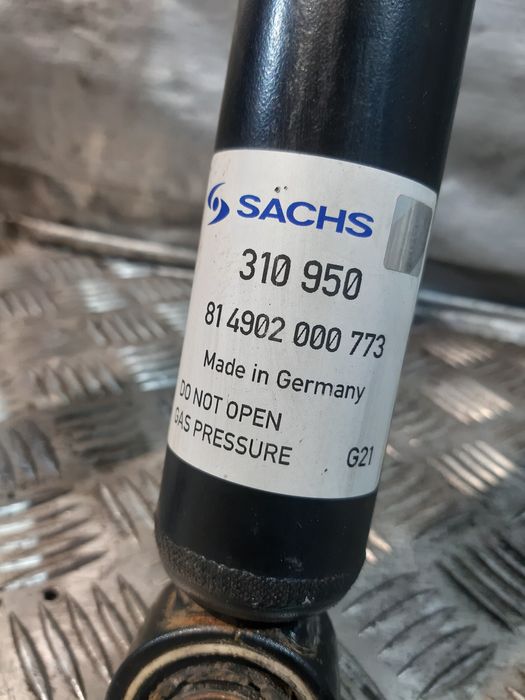 SACHS
310 950
81 4902 000 773
Made in Germany
DO NOT OPEN
GAS PRESSURE G21